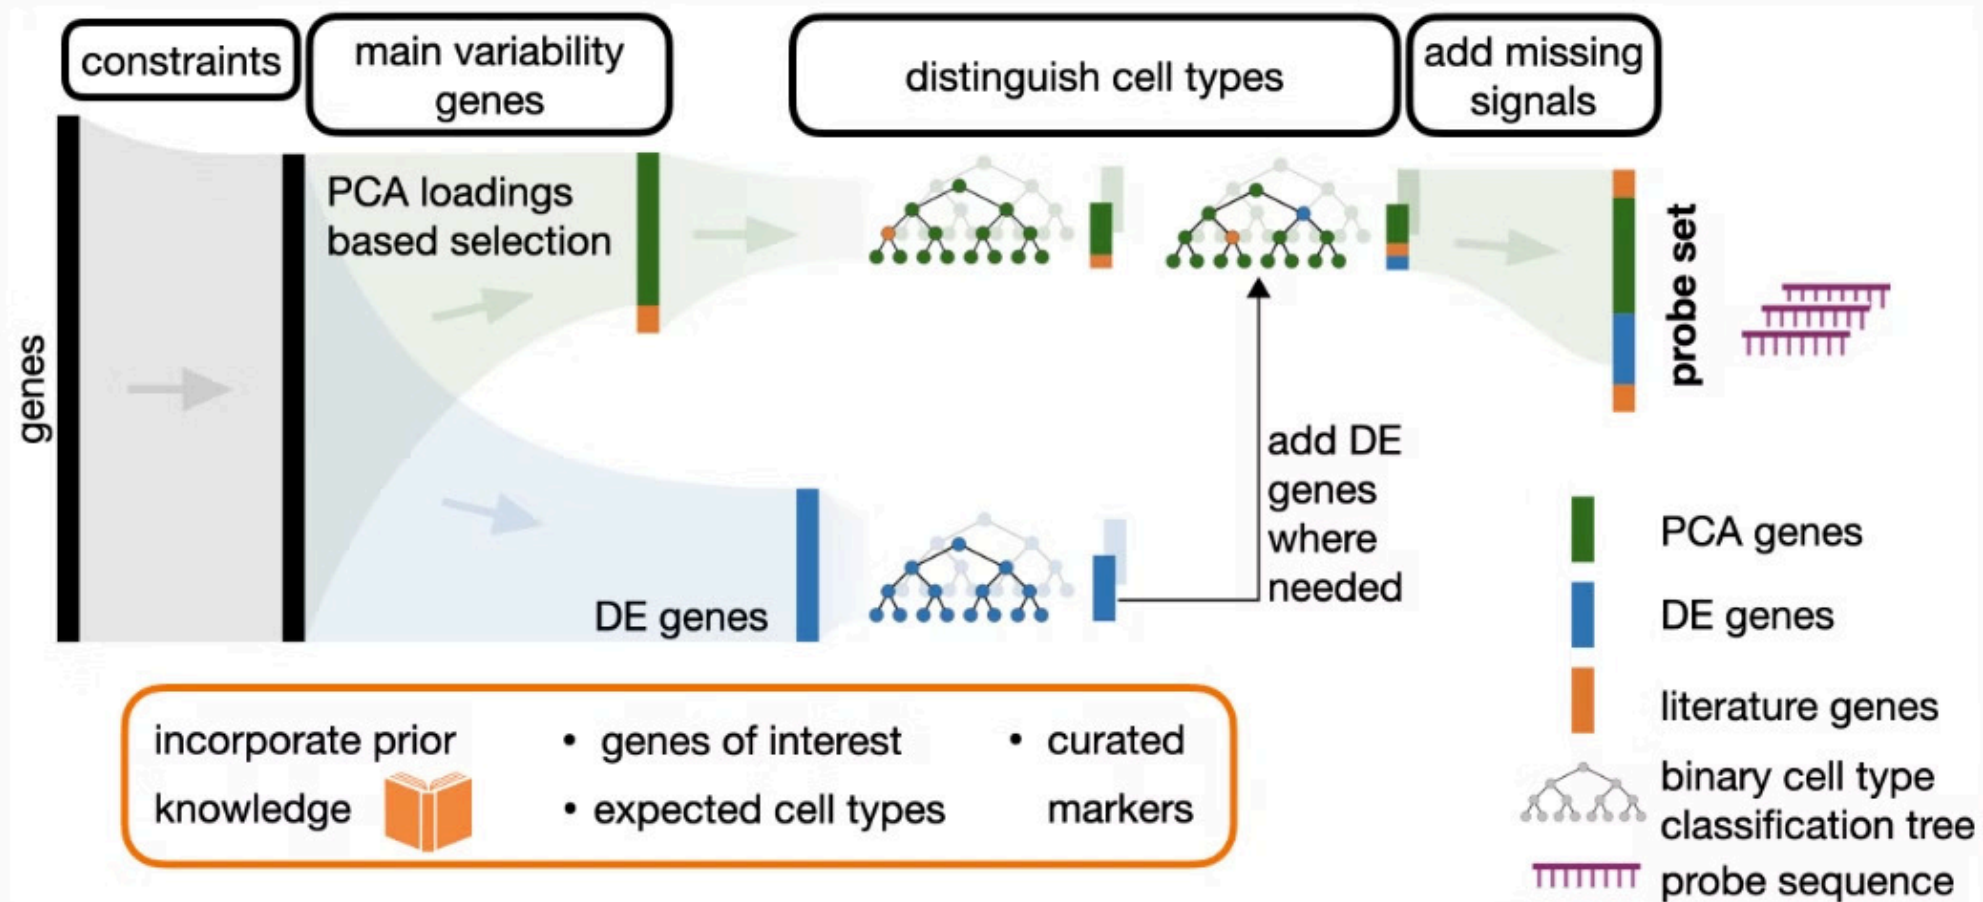 constraints
main variability
genes
distinguish cell types
add missing
signals
genes
PCA loadings
based selection
DE genes
add DE
genes
where
needed
probe set
PCA genes
DE genes
literature genes
binary cell type
classification tree
probe sequence
incorporate prior
knowledge
• genes of interest
• expected cell types
• curated
markers